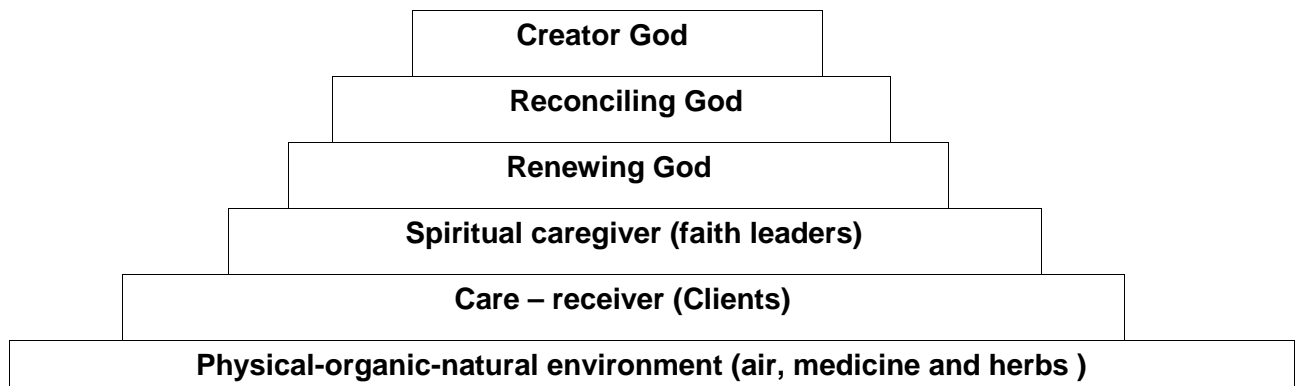 Creator God
Reconciling God
Renewing God
Spiritual caregiver (faith leaders)
Care – receiver (Clients)
Physical-organic-natural environment (air, medicine and herbs )